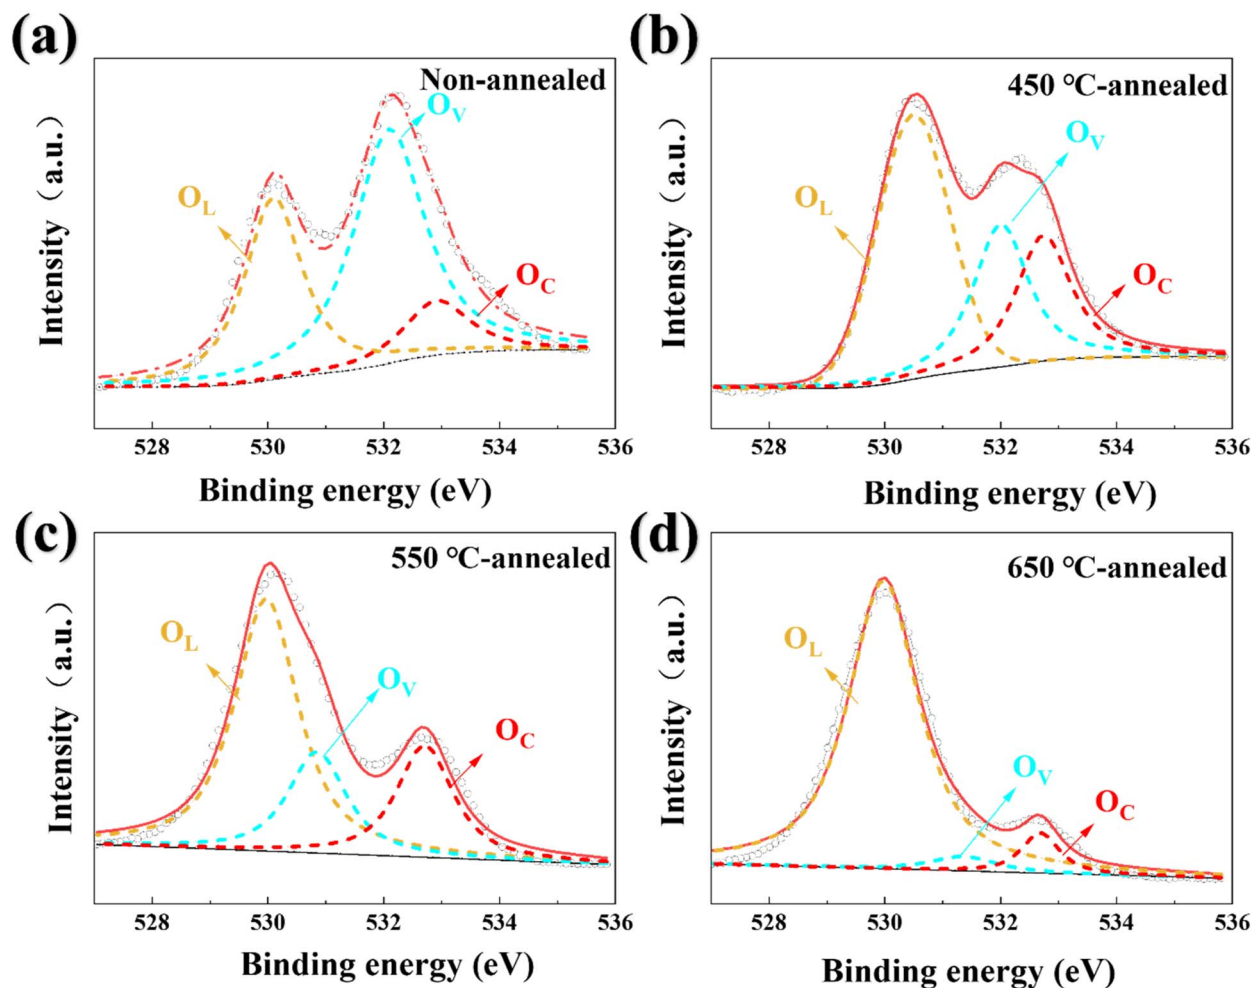 (a)
Non-annealed
O_V
O_L
O_C
Intensity（a.u.）
528 530 532 534 536
Binding energy (eV)
(b)
450 ℃-annealed
O_V
O_L
O_C
Intensity（a.u.）
528 530 532 534 536
Binding energy (eV)
(c)
550 ℃-annealed
O_L
O_V
O_C
Intensity（a.u.）
528 530 532 534 536
Binding energy (eV)
(d)
650 ℃-annealed
O_L
O_V
O_C
Intensity（a.u.）
528 530 532 534 536
Binding energy (eV)